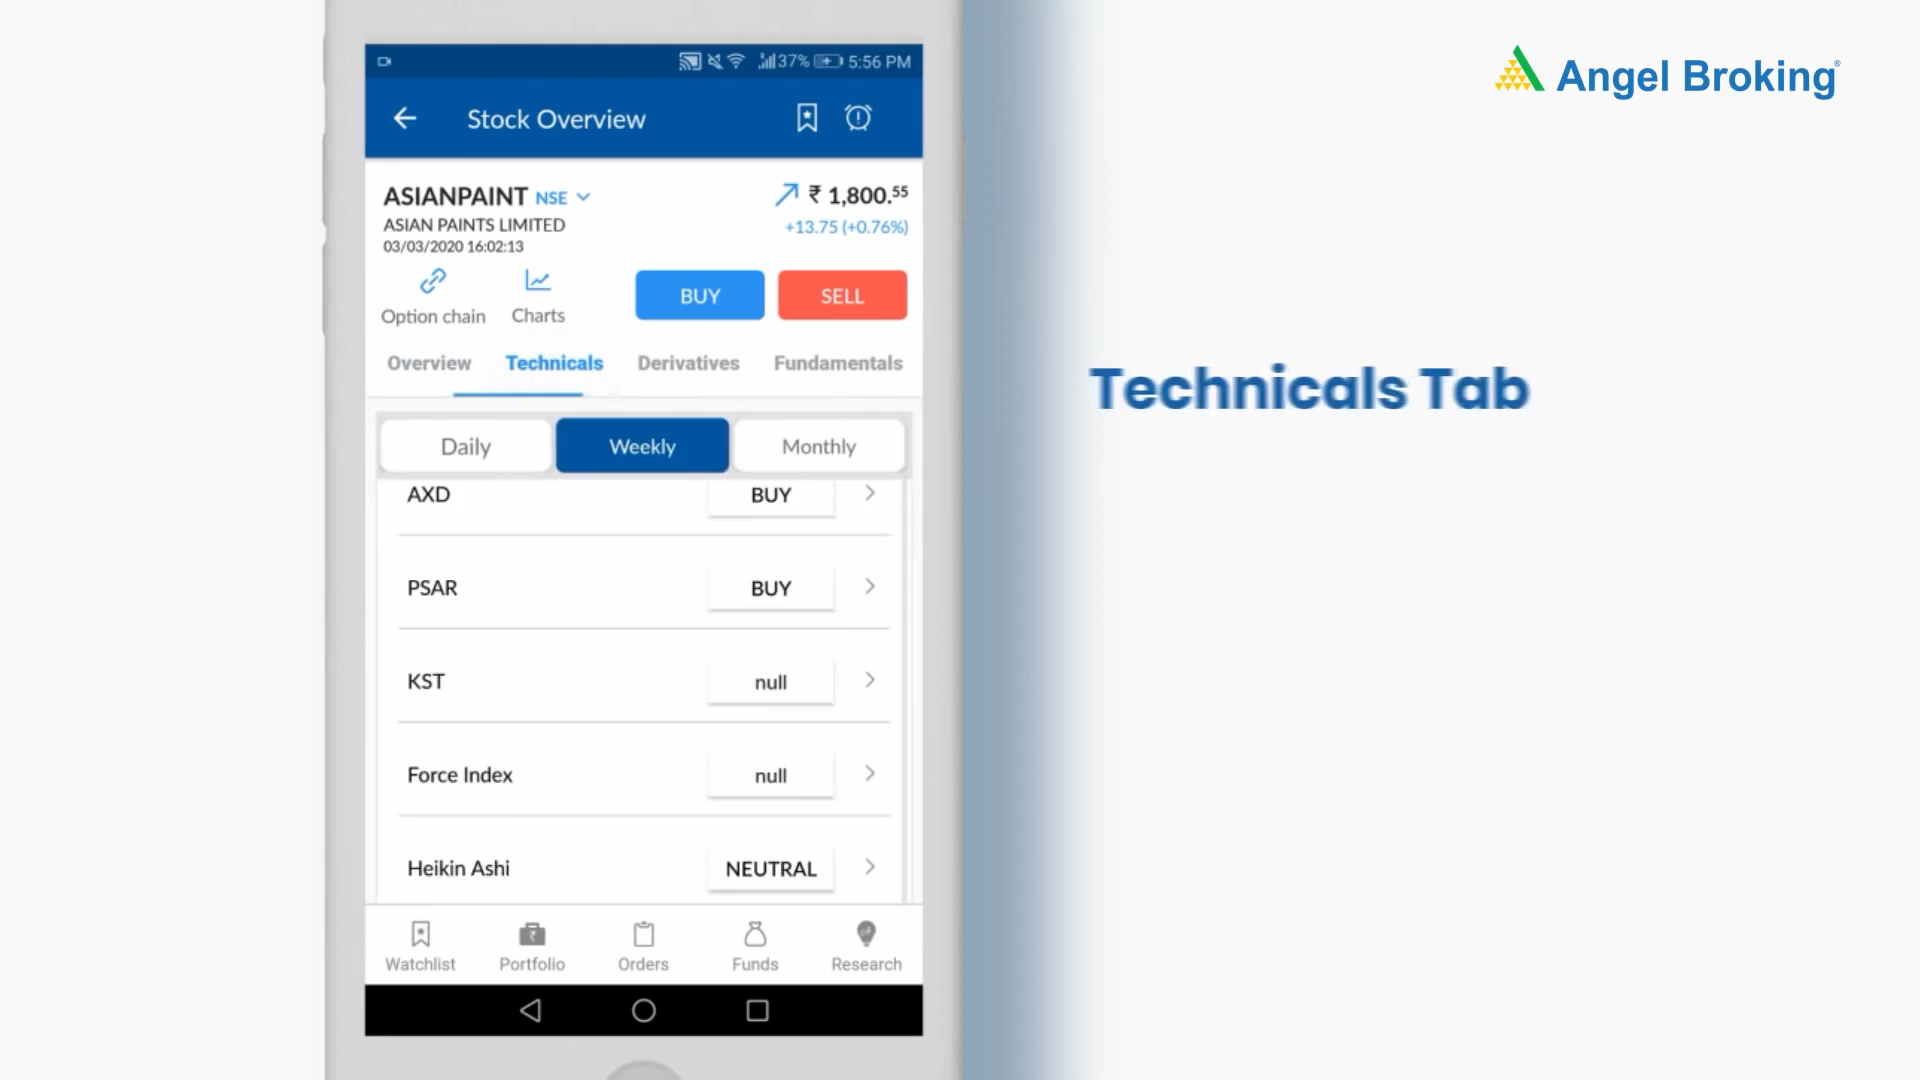 37% 5:56 PM
Angel Broking®
Stock Overview
ASIANPAINT NSE
₹ 1,800.55
ASIAN PAINTS LIMITED
+13.75 (+0.76%)
03/03/2020 16:02:13
Option chain Charts BUY SELL
Overview Technicals Derivatives Fundamentals
Technicals Tab
Daily Weekly Monthly
AXD BUY
PSAR BUY
KST null
Force Index null
Heikin Ashi NEUTRAL
Watchlist Portfolio Orders Funds Research